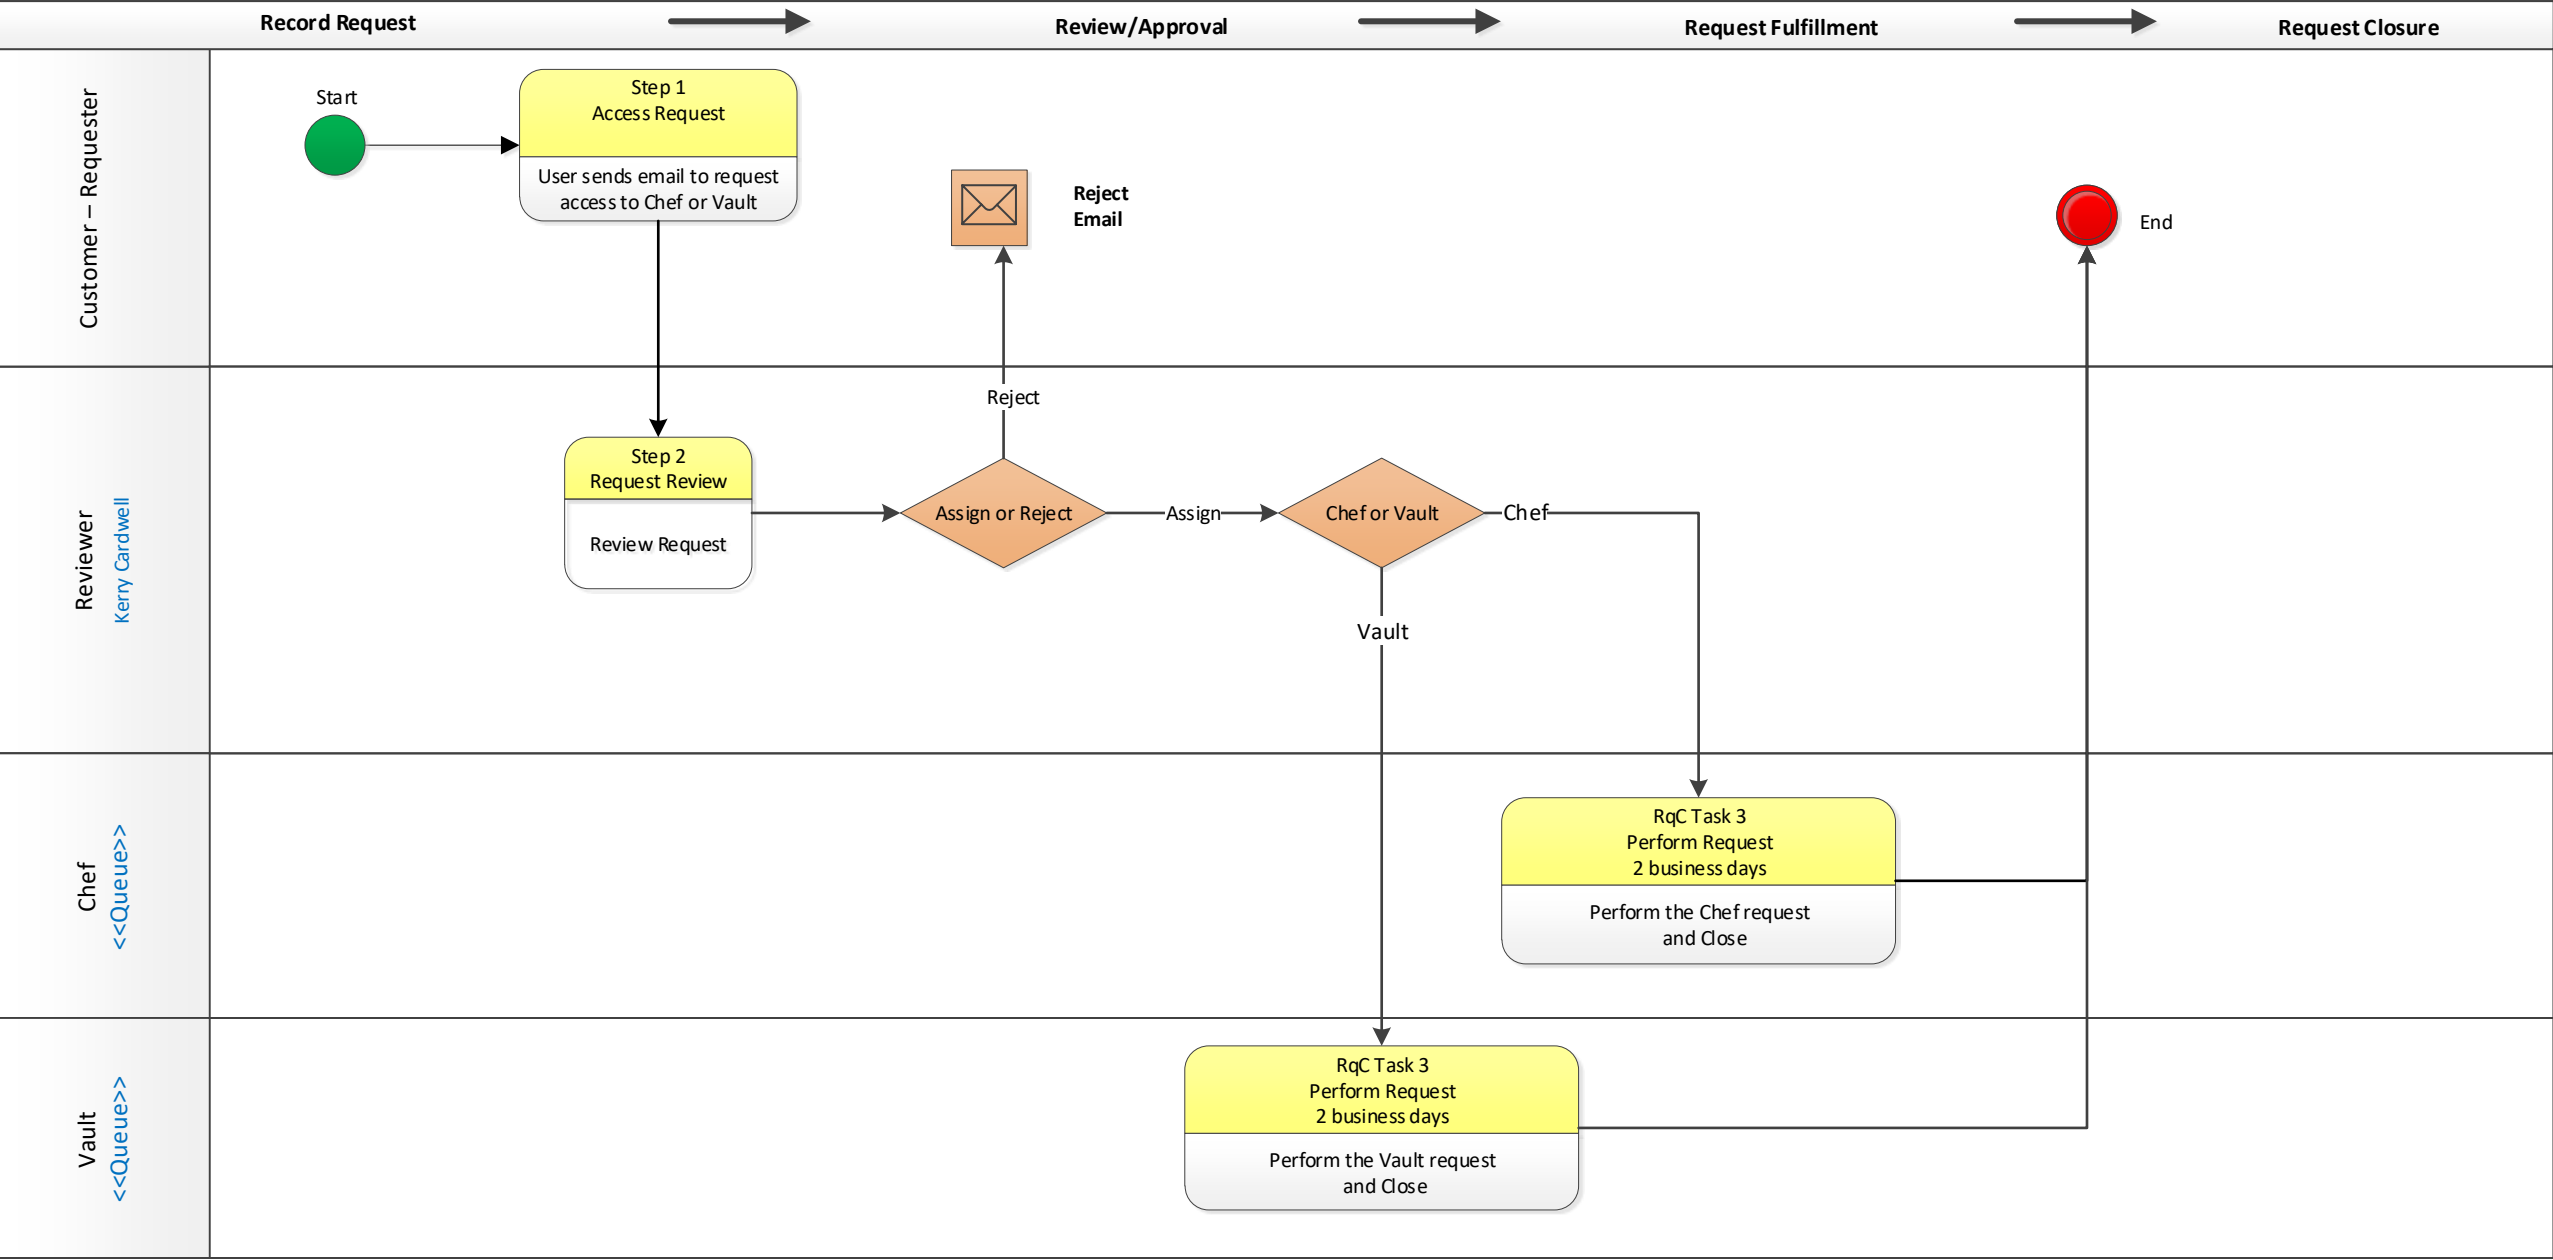 Record Request
Review/Approval
Request Fulfillment
Request Closure
Customer – Requester
Start
Step 1
Access Request
User sends email to request
access to Chef or Vault
Reject
Email
End
Reviewer
Kerry Cardwell
Reject
Step 2
Request Review
Review Request
Assign or Reject
Assign
Chef or Vault
Chef
Vault
Chef
<<Queue>>
RqC Task 3
Perform Request
2 business days
Perform the Chef request
and Close
Vault
<<Queue>>
RqC Task 3
Perform Request
2 business days
Perform the Vault request
and Close